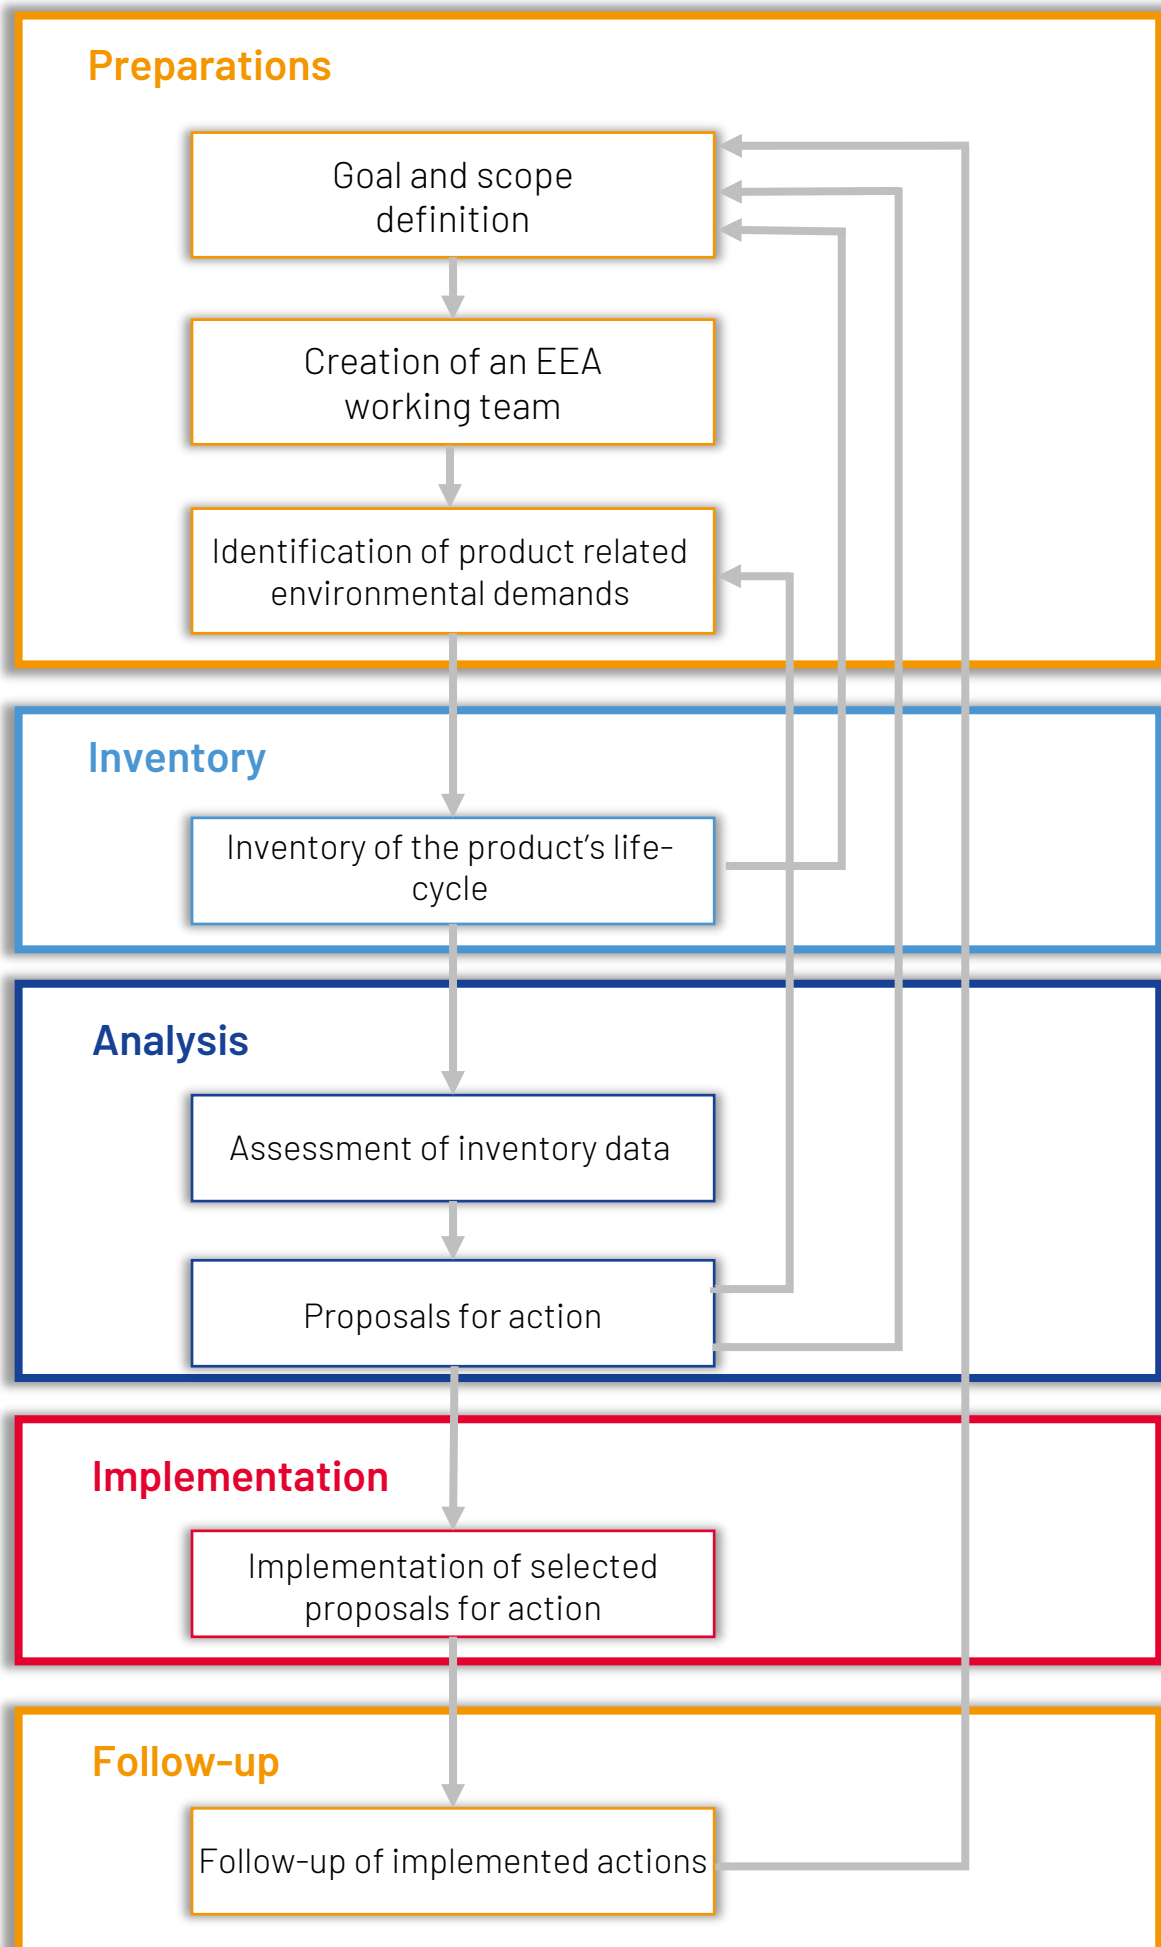 Preparations
Goal and scope
definition
Creation of an EEA
working team
Identification of product related
environmental demands
Inventory
Inventory of the product's life-
cycle
Analysis
Assessment of inventory data
Proposals for action
Implementation
Implementation of selected
proposals for action
Follow-up
Follow-up of implemented actions